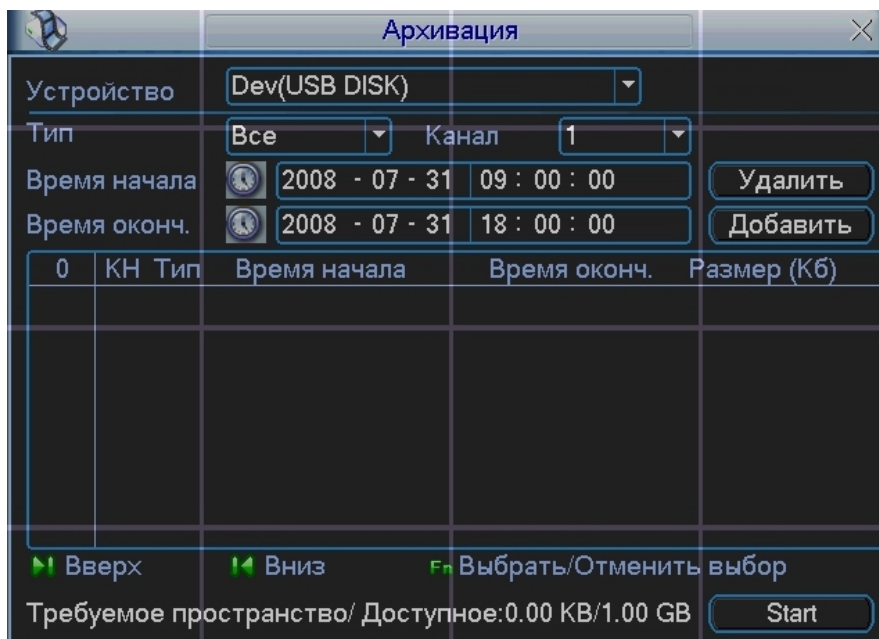 Архивация
Устройство Dev(USB DISK)
Тип Все Канал 1
Время начала 2008 - 07 - 31 09 : 00 : 00 Удалить
Время оконч. 2008 - 07 - 31 18 : 00 : 00 Добавить
0 КН Тип Время начала Время оконч. Размер (Кб)
Вверх Вниз Fn Выбрать/Отменить выбор
Требуемое пространство/ Доступное:0.00 KB/1.00 GB Start